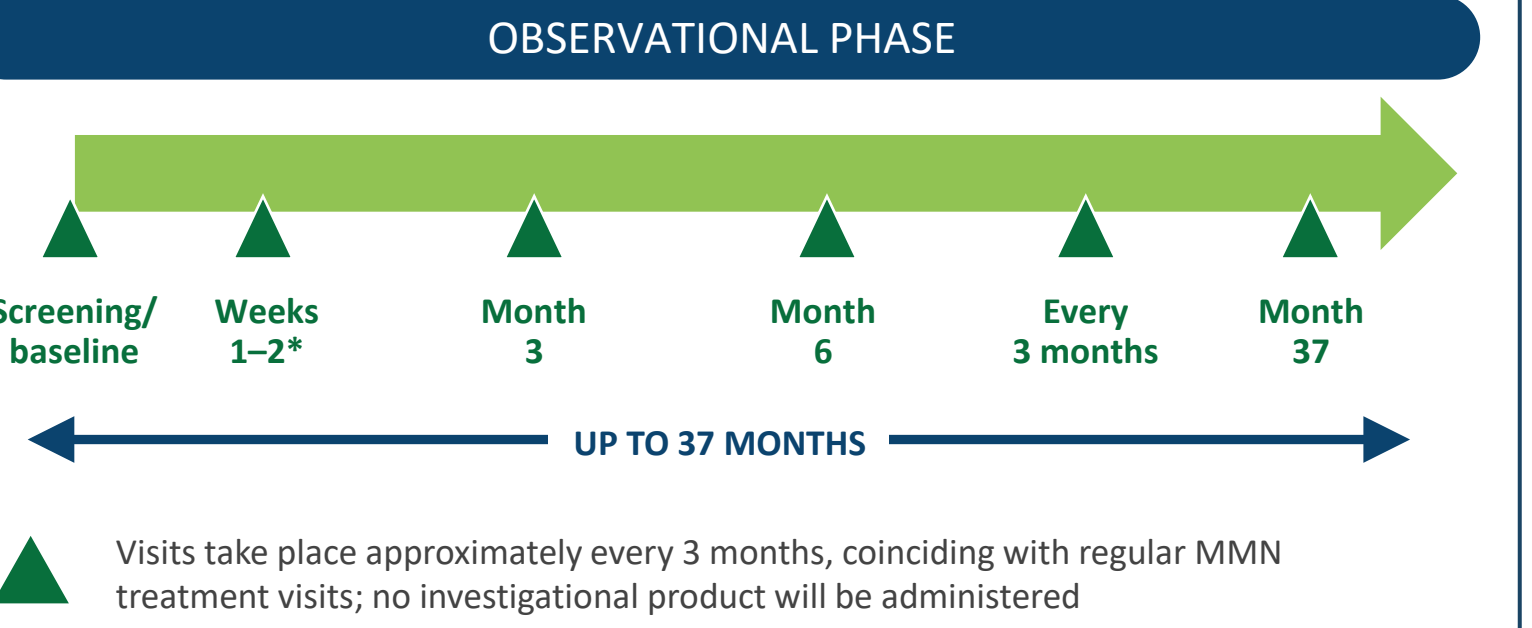 OBSERVATIONAL PHASE
Screening/
baseline
Weeks
1–2*
Month
3
Month
6
Every
3 months
Month
37
UP TO 37 MONTHS
Visits take place approximately every 3 months, coinciding with regular MMN
treatment visits; no investigational product will be administered